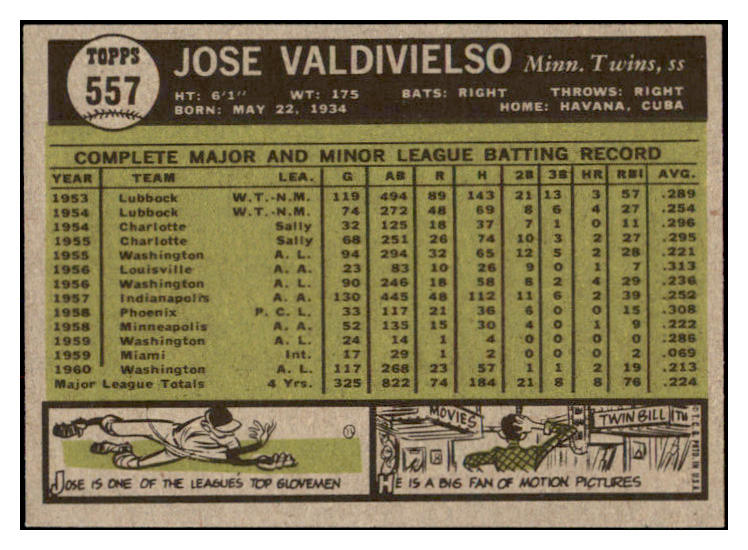 TOPPS
557
JOSE VALDIVIELSO Minn. Twins, ss
HT: 6'1" WT: 175 BATS: RIGHT THROWS: RIGHT
BORN: MAY 22, 1934 HOME: HAVANA, CUBA
COMPLETE MAJOR AND MINOR LEAGUE BATTING RECORD
YEAR TEAM LEA. G AB R H 2B 3B HR RBI AVG.
1953 Lubbock W.T.-N.M. 119 494 89 143 21 13 3 57 .289
1954 Lubbock W.T.-N.M. 74 272 48 69 8 6 4 27 .254
1954 Charlotte Sally 32 125 18 37 7 1 0 11 .296
1955 Charlotte Sally 68 251 26 74 10 3 2 27 .295
1955 Washington A. L. 94 294 32 65 12 5 2 28 .221
1956 Louisville A. A. 23 83 10 26 9 0 1 7 .313
1956 Washington A. L. 90 246 18 58 8 2 4 29 .236
1957 Indianapolis A. A. 130 445 48 112 11 6 2 39 .252
1958 Phoenix P. C. L. 33 117 21 36 6 0 0 15 .308
1958 Minneapolis A. A. 52 135 15 30 4 0 1 9 .222
1959 Washington A. L. 24 14 1 4 0 0 0 0 .286
1959 Miami Int. 17 29 1 2 0 0 0 2 .069
1960 Washington A. L. 117 268 23 57 1 1 2 19 .213
Major League Totals 4 Yrs. 325 822 74 184 21 8 8 76 .224
MOVIES
TWIN BILL
JOSE IS ONE OF THE LEAGUE'S TOP GLOVEMEN
HE IS A BIG FAN OF MOTION PICTURES
© T.C.G. PRTD. IN U.S.A.